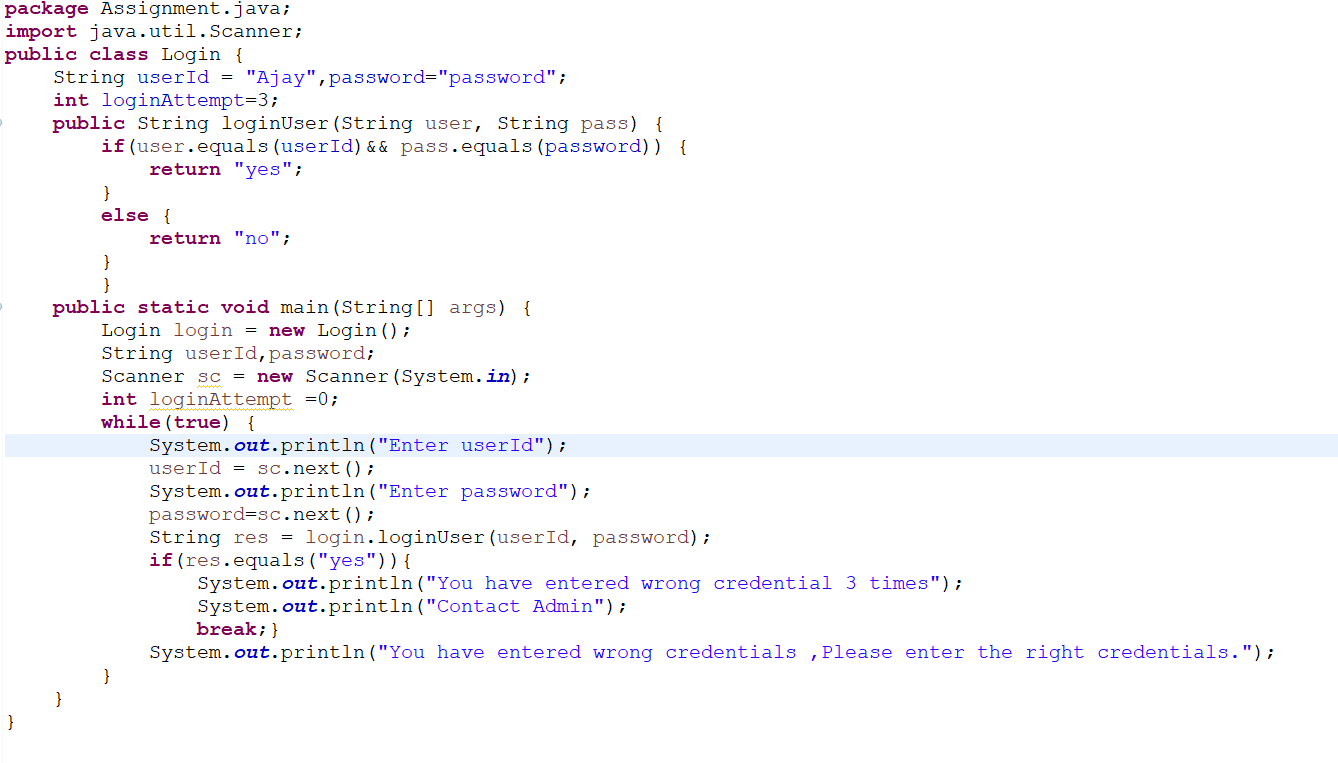 package Assignment.java;
import java.util.Scanner;
public class Login {
    String userId = "Ajay",password="password";
    int loginAttempt=3;
    public String loginUser(String user, String pass) {
        if(user.equals(userId)&& pass.equals(password)) {
            return "yes";
        }
        else {
            return "no";
        }
        }
    public static void main(String[] args) {
        Login login = new Login();
        String userId,password;
        Scanner sc = new Scanner(System.in);
        int loginAttempt =0;
        while(true) {
            System.out.println("Enter userId");
            userId = sc.next();
            System.out.println("Enter password");
            password=sc.next();
            String res = login.loginUser(userId, password);
            if(res.equals("yes")){
                System.out.println("You have entered wrong credential 3 times");
                System.out.println("Contact Admin");
                break;}
            System.out.println("You have entered wrong credentials ,Please enter the right credentials.");
        }
    }
}